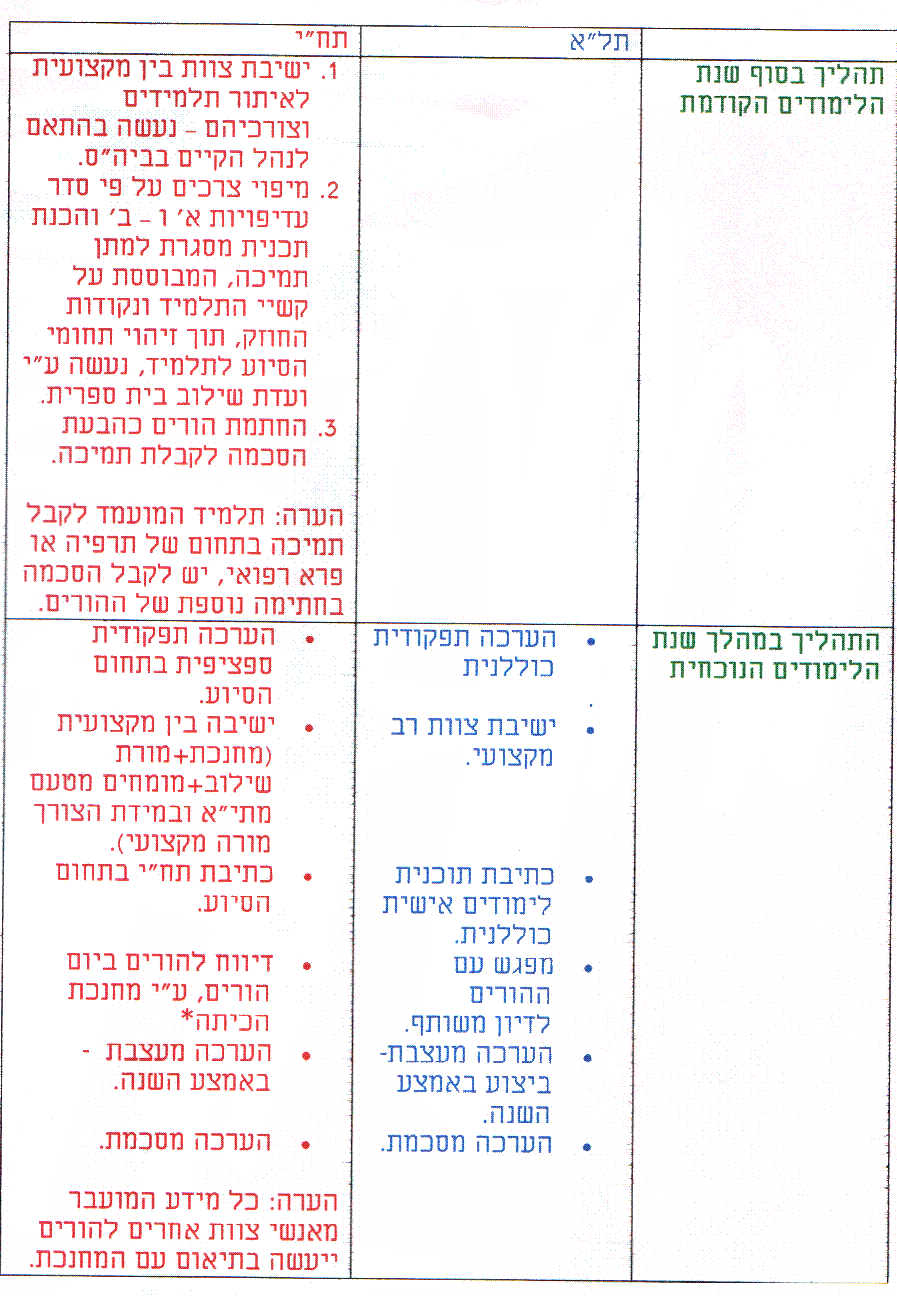 תל״א
תח״י
תהליך בסוף שנת
הלימודים הקודמת
1. ישיבת צוות בין מקצועית
לאיתור תלמידים
וצורכיהם – נעשה בהתאם
לנהל הקיים בביה״ס.
2. מיפוי צרכים על פי סדר
עדיפויות א׳ ו – ב׳ והכנת
תכנית מסגרת למתן
תמיכה, המבוססת על
קשיי התלמיד ונקודות
החוזק, תוך זיהוי תחומי
הסיוע לתלמיד, נעשה ע״י
ועדת שילוב בית ספרית.
3. החתמת הורים כהבעת
הסכמה לקבלת תמיכה.
הערה: תלמיד המועמד לקבל
תמיכה בתחום של תרפיה או
פרא רפואי, יש לקבל הסכמה
בחתימה נוספת של ההורים.
התהליך במהלך שנת
הלימודים הנוכחית
• הערכה תפקודית
כוללנית
• ישיבת צוות רב
מקצועי.
• כתיבת תוכנית
לימודים אישית
כוללנית.
• מפגש עם
ההורים
לדיון משותף.
• הערכה מעצבת-
ביצוע באמצע
השנה.
• הערכה מסכמת.
• הערכה תפקודית
ספציפית בתחום
הסיוע.
• ישיבה בין מקצועית
(מחנכת+מורת
שילוב+מומחים מטעם
מתי״א ובמידת הצורך
מורה מקצועי).
• כתיבת תח״י בתחום
הסיוע.
• דיווח להורים ביום
הורים, ע״י מחנכת
הכיתה*
• הערכה מעצבת -
באמצע השנה.
• הערכה מסכמת.
הערה: כל מידע המועבר
מאנשי צוות אחרים להורים
ייעשה בתיאום עם המחנכת.